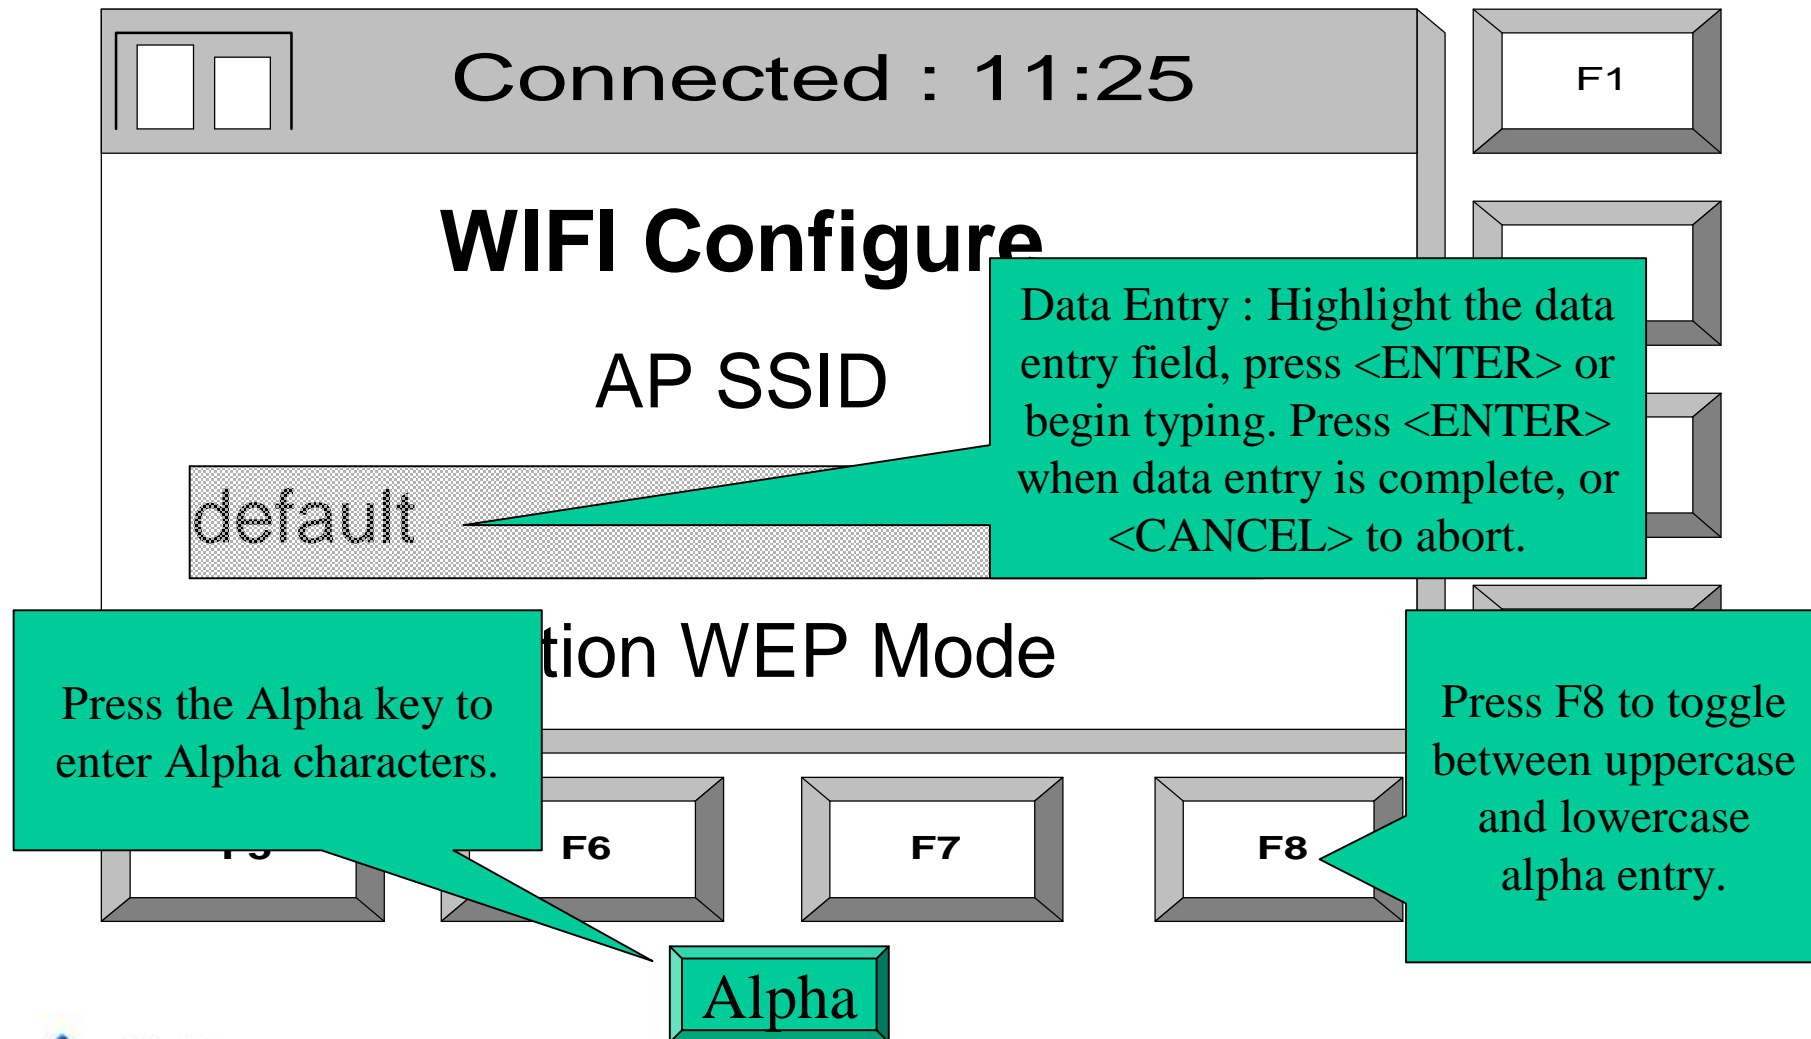 Connected : 11:25
F1
WIFI Configure
Data Entry : Highlight the data
entry field, press <ENTER> or
begin typing. Press <ENTER>
when data entry is complete, or
<CANCEL> to abort.
AP SSID
default
tion WEP Mode
Press the Alpha key to
enter Alpha characters.
Press F8 to toggle
between uppercase
and lowercase
alpha entry.
F6
F7
F8
Alpha